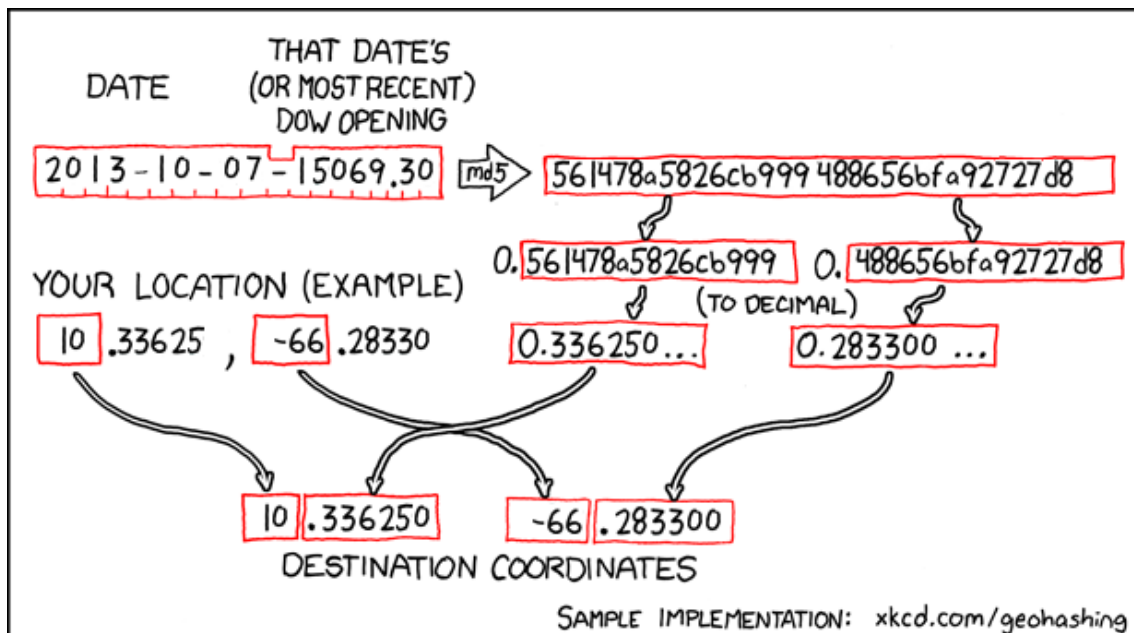 DATE
THAT DATE'S
(OR MOST RECENT)
DOW OPENING
2013-10-07-15069.30
md5
561478a5826cb999488656bfa92727d8
0.561478a5826cb999
0.488656bfa92727d8
YOUR LOCATION (EXAMPLE)
(TO DECIMAL)
10.33625, -66.28330
0.336250...
0.283300...
10.336250
-66.283300
DESTINATION COORDINATES
SAMPLE IMPLEMENTATION: xkcd.com/geohashing